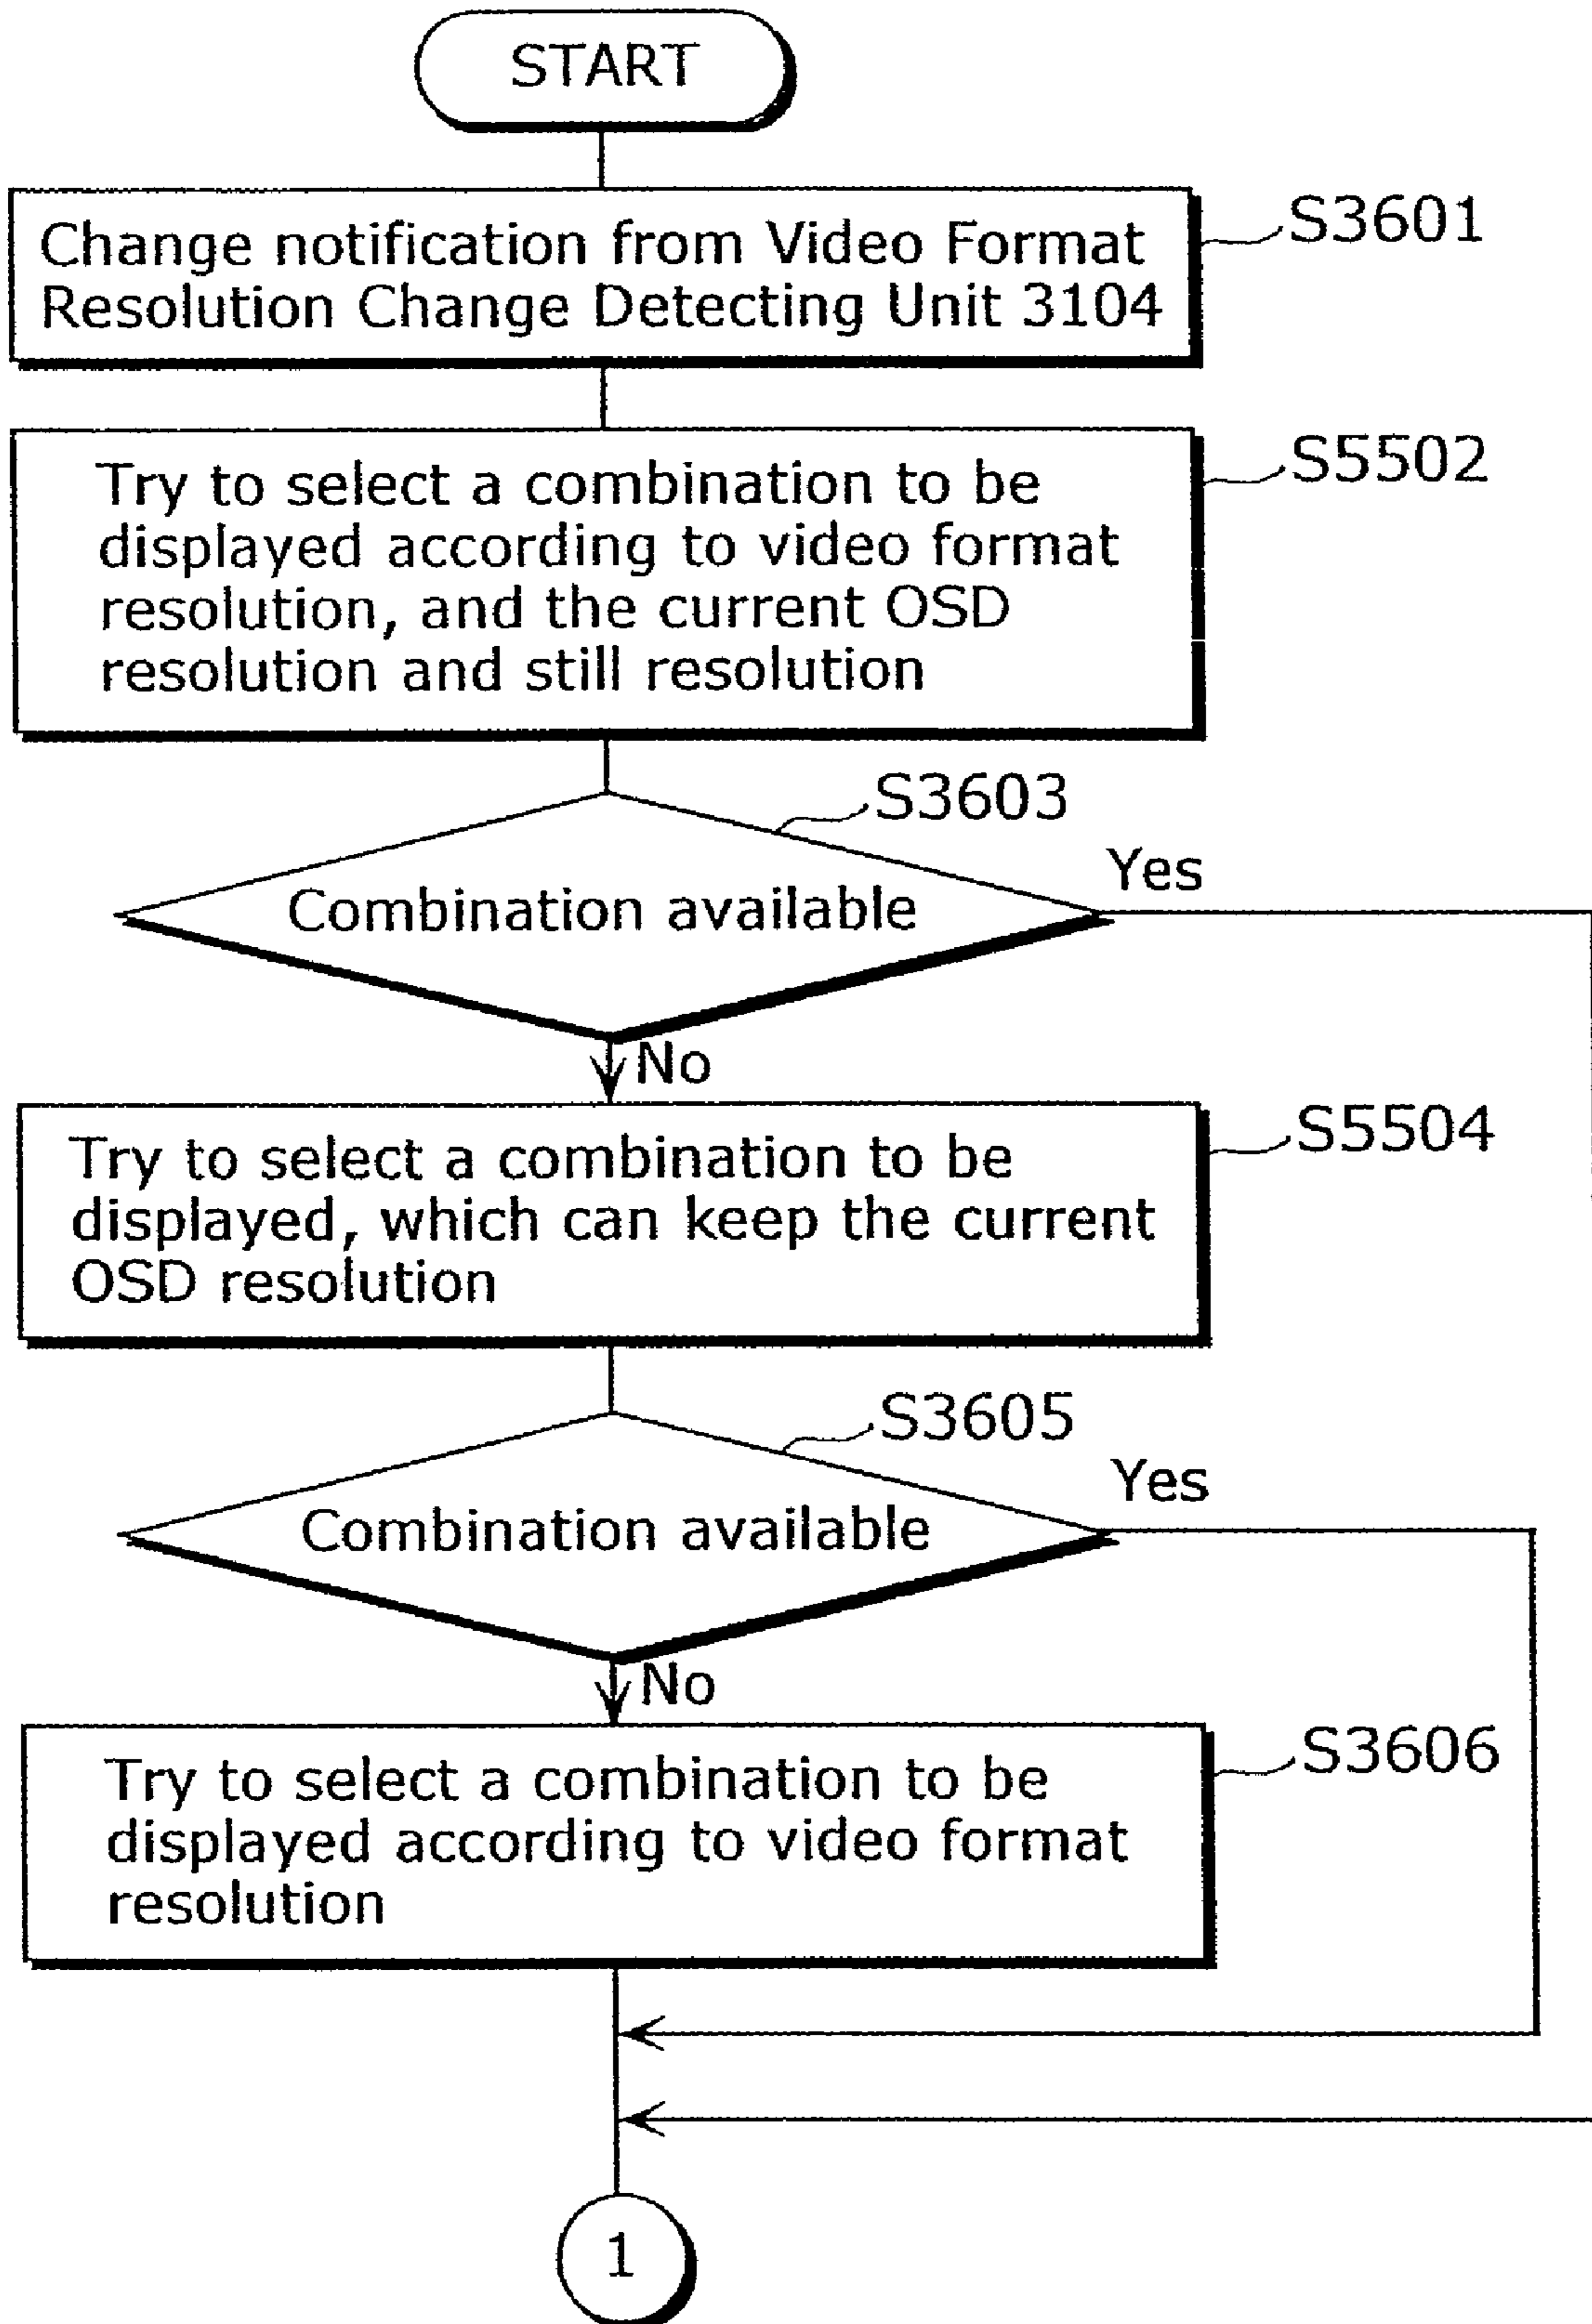 START
Change notification from Video Format
Resolution Change Detecting Unit 3104
S3601
Try to select a combination to be
displayed according to video format
resolution, and the current OSD
resolution and still resolution
S5502
S3603
Combination available
Yes
No
Try to select a combination to be
displayed, which can keep the current
OSD resolution
S5504
S3605
Combination available
Yes
No
Try to select a combination to be
displayed according to video format
resolution
S3606
1